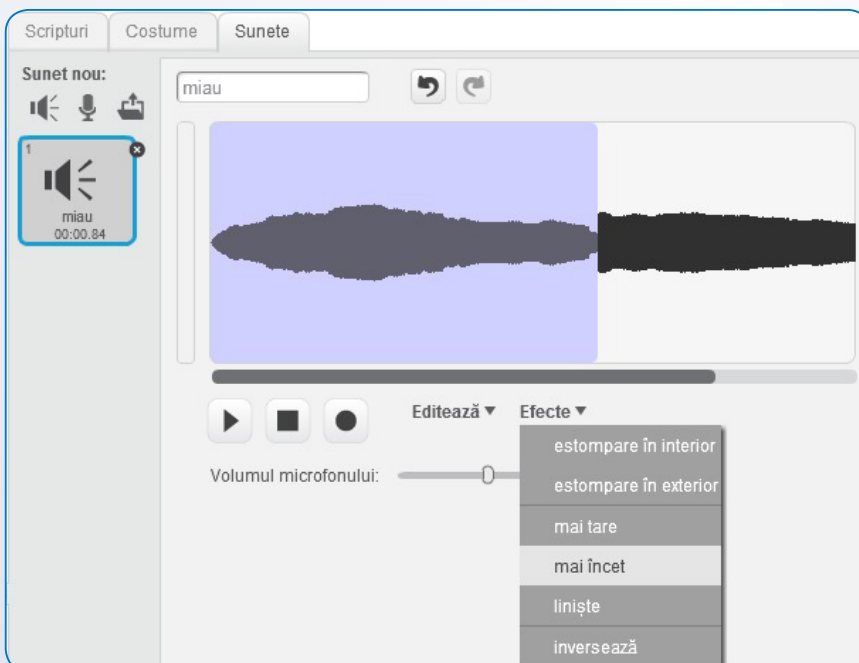 Scripturi Costume Sunete
Sunet nou:
miau
1
miau
00:00.84
Editează Efecte
Volumul microfonului:
estompare în interior
estompare în exterior
mai tare
mai încet
liniște
inversează